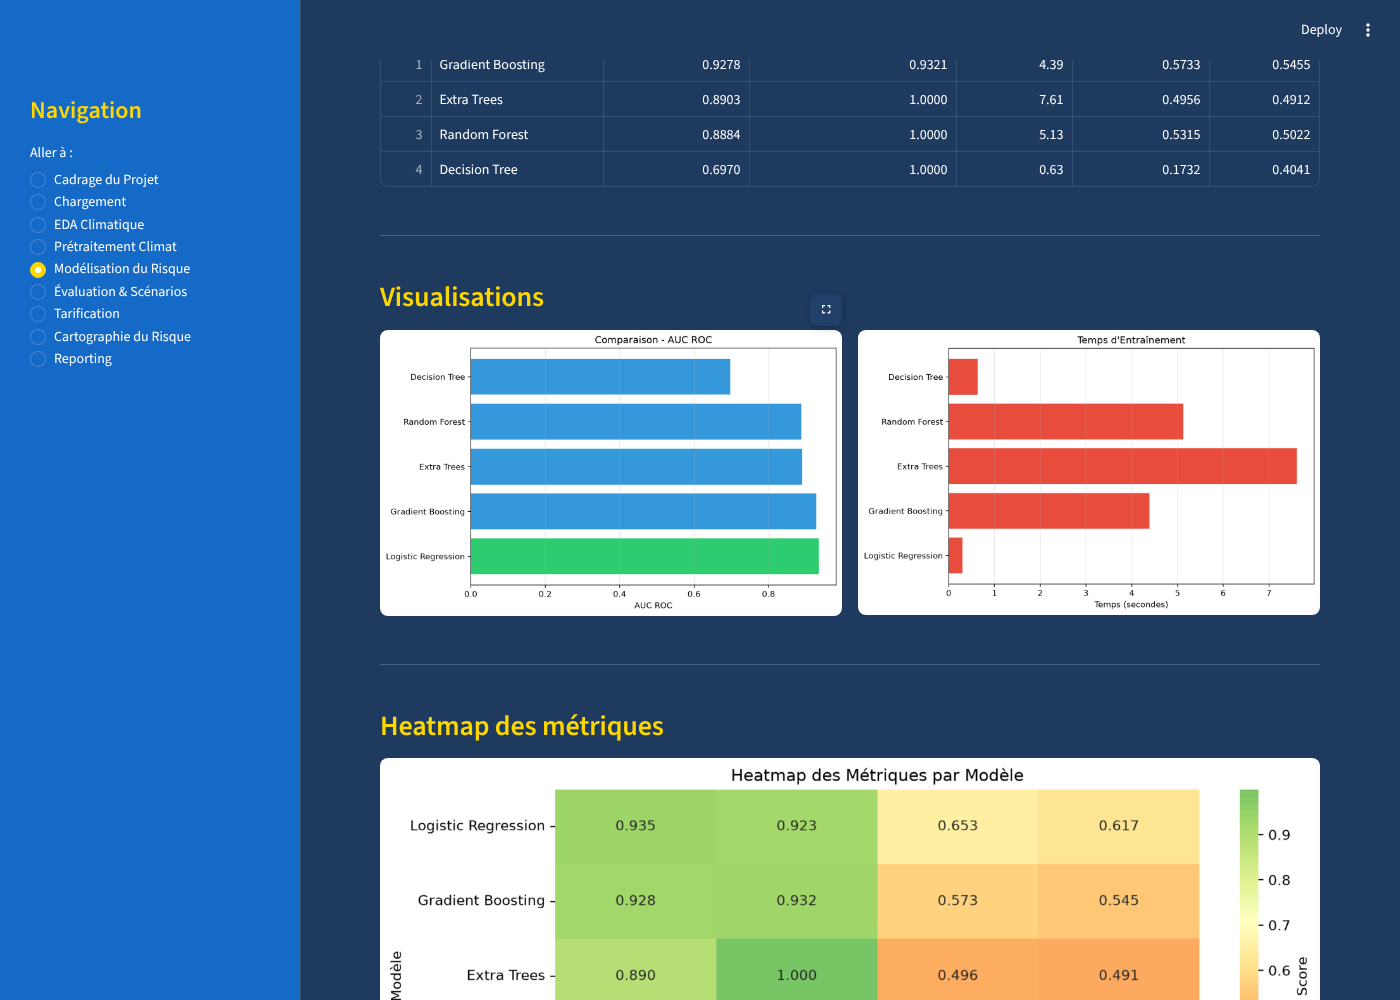 Deploy
Navigation
Aller à :
Cadrage du Projet
Chargement
EDA Climatique
Prétraitement Climat
Modélisation du Risque
Évaluation & Scénarios
Tarification
Cartographie du Risque
Reporting
1 Gradient Boosting 0.9278 0.9321 4.39 0.5733 0.5455
2 Extra Trees 0.8903 1.0000 7.61 0.4956 0.4912
3 Random Forest 0.8884 1.0000 5.13 0.5315 0.5022
4 Decision Tree 0.6970 1.0000 0.63 0.1732 0.4041
Visualisations
Comparaison - AUC ROC
Decision Tree
Random Forest
Extra Trees
Gradient Boosting
Logistic Regression
0.0 0.2 0.4 0.6 0.8
AUC ROC
Temps d'Entraînement
Decision Tree
Random Forest
Extra Trees
Gradient Boosting
Logistic Regression
0 1 2 3 4 5 6 7
Temps (secondes)
Heatmap des métriques
Heatmap des Métriques par Modèle
Logistic Regression 0.935 0.923 0.653 0.617
Gradient Boosting 0.928 0.932 0.573 0.545
Extra Trees 0.890 1.000 0.496 0.491
Modèle
0.9
0.8
0.7
0.6
Score